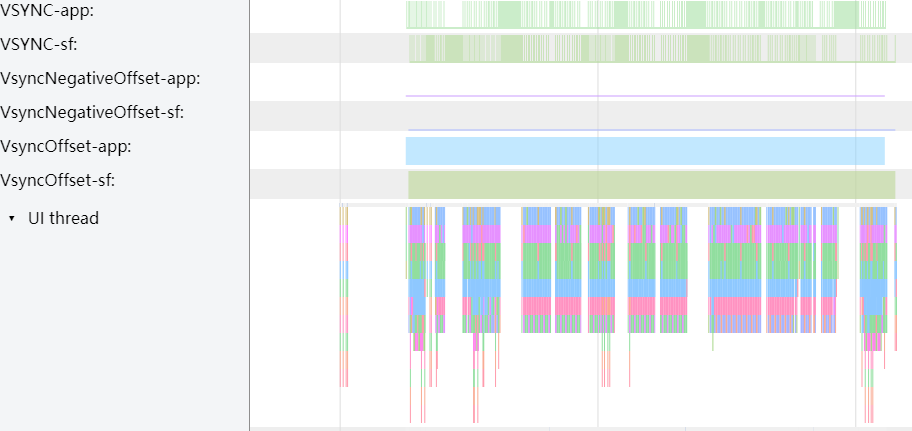 VSYNC-app:
VSYNC-sf:
VsyncNegativeOffset-app:
VsyncNegativeOffset-sf:
VsyncOffset-app:
VsyncOffset-sf:
▾ UI thread